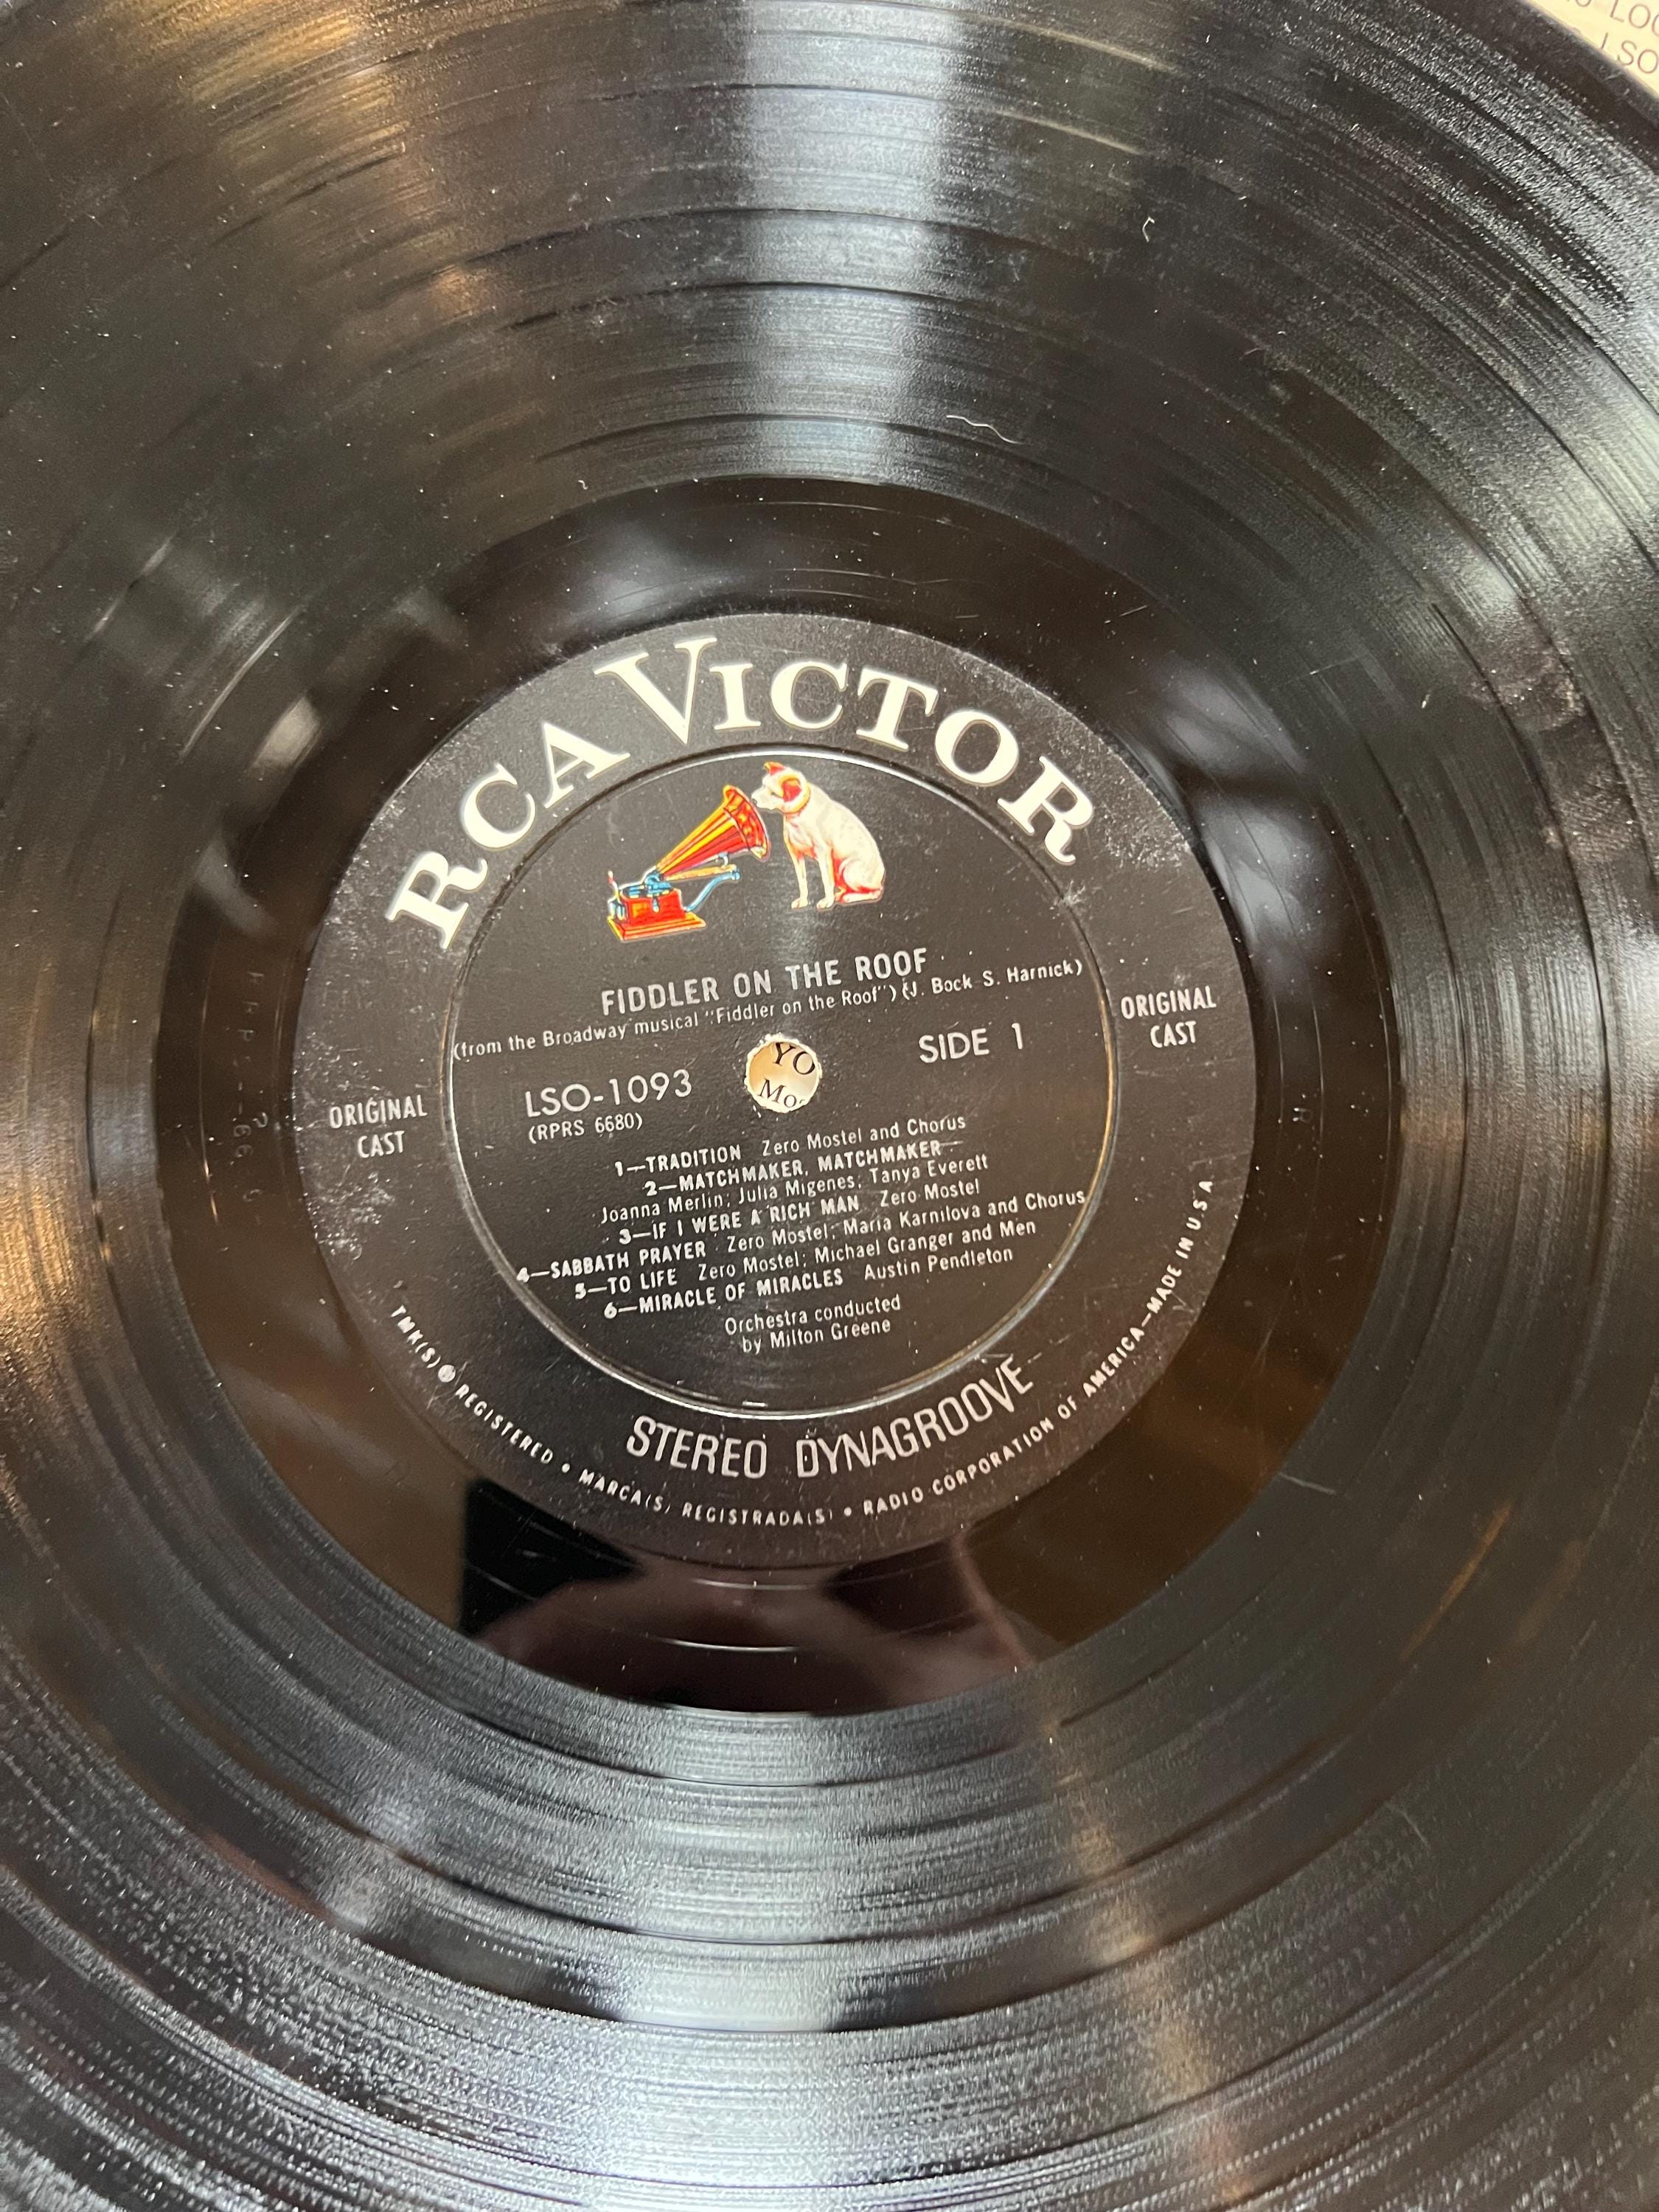 LOO
LSO
RCA VICTOR
FIDDLER ON THE ROOF
(from the Broadway musical "Fiddler on the Roof") (J. Bock S. Harnick)
SIDE 1
ORIGINAL
CAST
YO
Mo
LSO-1093
(RPRS 6680)
ORIGINAL
CAST
1—TRADITION Zero Mostel and Chorus
2—MATCHMAKER, MATCHMAKER—
Joanna Merlin; Julia Migenes; Tanya Everett
3—IF I WERE A RICH MAN Zero Mostel
4—SABBATH PRAYER Zero Mostel; Maria Karnilova and Chorus
5—TO LIFE Zero Mostel; Michael Granger and Men
6—MIRACLE OF MIRACLES Austin Pendleton
Orchestra conducted
by Milton Greene
STEREO DYNAGROOVE
TMK(S) ® REGISTERED • MARCA(S) REGISTRADA(S) • RADIO CORPORATION OF AMERICA—MADE IN U.S.A.